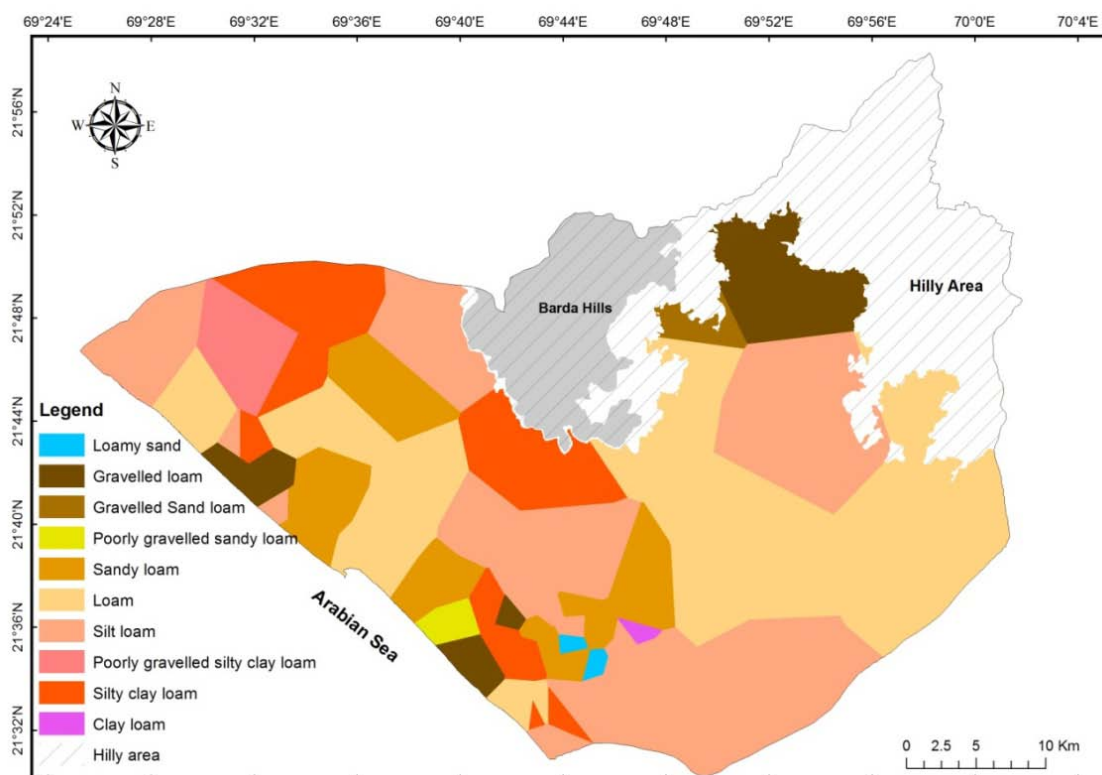 69°24'E 69°28'E 69°32'E 69°36'E 69°40'E 69°44'E 69°48'E 69°52'E 69°56'E 70°0'E 70°4'E
21°56'N
21°52'N
21°48'N
21°44'N
21°40'N
21°36'N
21°32'N
N
W E
S
Barda Hills
Hilly Area
Arabian Sea
Legend
Loamy sand
Gravelled loam
Gravelled Sand loam
Poorly gravelled sandy loam
Sandy loam
Loam
Silt loam
Poorly gravelled silty clay loam
Silty clay loam
Clay loam
Hilly area
0 2.5 5 10 Km